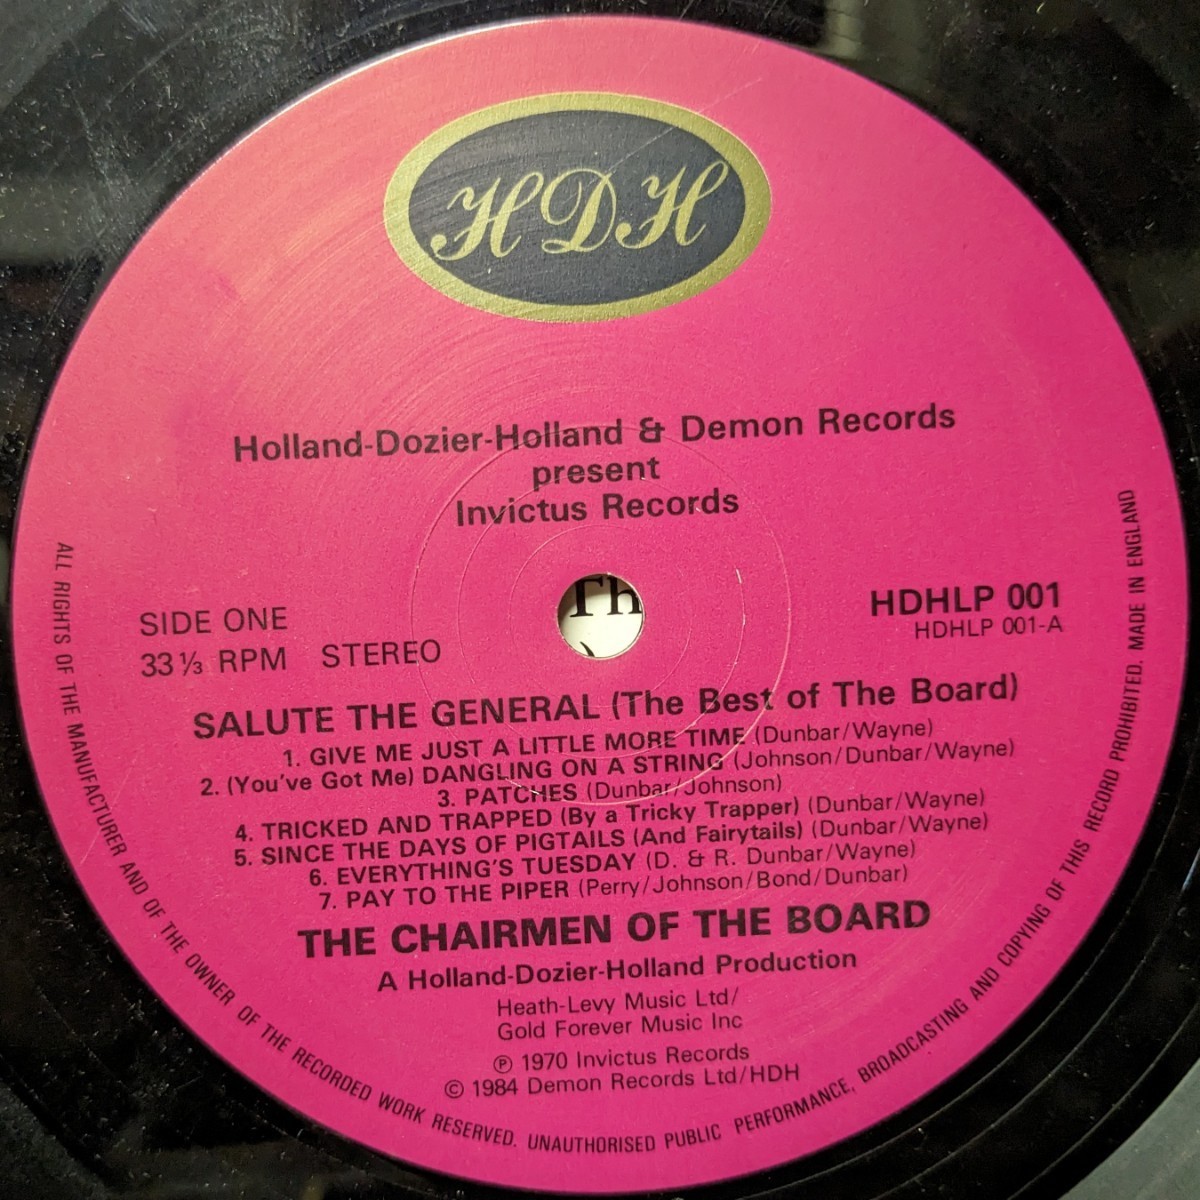 HDH
Holland-Dozier-Holland & Demon Records
present
Invictus Records
Th
SIDE ONE
33 ⅓ RPM STEREO
HDHLP 001
HDHLP 001-A
SALUTE THE GENERAL (The Best of The Board)
1. GIVE ME JUST A LITTLE MORE TIME (Dunbar/Wayne)
2. (You've Got Me) DANGLING ON A STRING (Johnson/Dunbar/Wayne)
3. PATCHES (Dunbar/Johnson)
4. TRICKED AND TRAPPED (By a Tricky Trapper) (Dunbar/Wayne)
5. SINCE THE DAYS OF PIGTAILS (And Fairytails) (Dunbar/Wayne)
6. EVERYTHING'S TUESDAY (D. & R. Dunbar/Wayne)
7. PAY TO THE PIPER (Perry/Johnson/Bond/Dunbar)
THE CHAIRMEN OF THE BOARD
A Holland-Dozier-Holland Production
Heath-Levy Music Ltd/
Gold Forever Music Inc
℗ 1970 Invictus Records
© 1984 Demon Records Ltd/HDH
ALL RIGHTS OF THE MANUFACTURER AND OF THE OWNER OF THE RECORDED WORK RESERVED. UNAUTHORISED PUBLIC PERFORMANCE, BROADCASTING AND COPYING OF THIS RECORD PROHIBITED. MADE IN ENGLAND